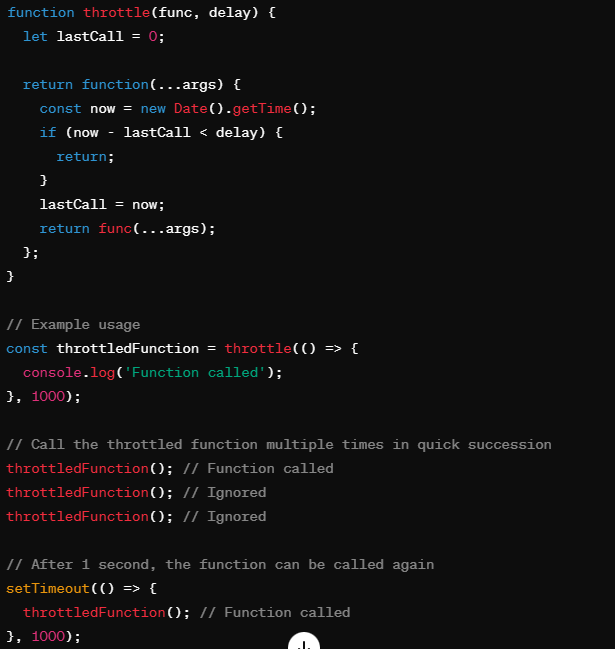 function throttle(func, delay) {
  let lastCall = 0;

  return function(...args) {
    const now = new Date().getTime();
    if (now - lastCall < delay) {
      return;
    }
    lastCall = now;
    return func(...args);
  };
}

// Example usage
const throttledFunction = throttle(() => {
  console.log('Function called');
}, 1000);

// Call the throttled function multiple times in quick succession
throttledFunction(); // Function called
throttledFunction(); // Ignored
throttledFunction(); // Ignored

// After 1 second, the function can be called again
setTimeout(() => {
  throttledFunction(); // Function called
}, 1000);